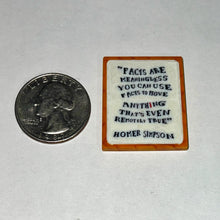 LIBERTY
"FACTS ARE
MEANINGLESS
YOU CAN USE
FACTS TO PROVE
ANYTHING
THAT'S EVEN
REMOTELY TRUE"
HOMER SIMPSON